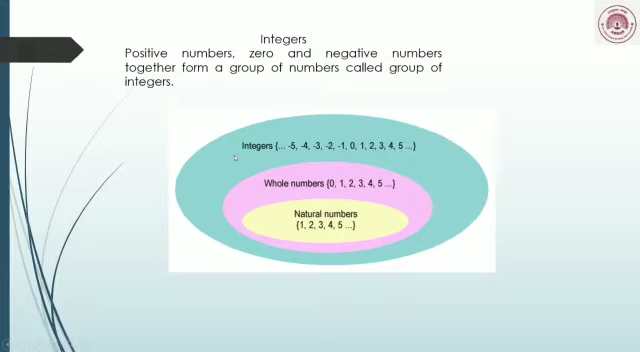 Integers
Positive numbers, zero and negative numbers
together form a group of numbers called group of
integers.
Integers {... -5, -4, -3, -2, -1, 0, 1, 2, 3, 4, 5 ...}
Whole numbers {0, 1, 2, 3, 4, 5 ...}
Natural numbers
{1, 2, 3, 4, 5 ...}